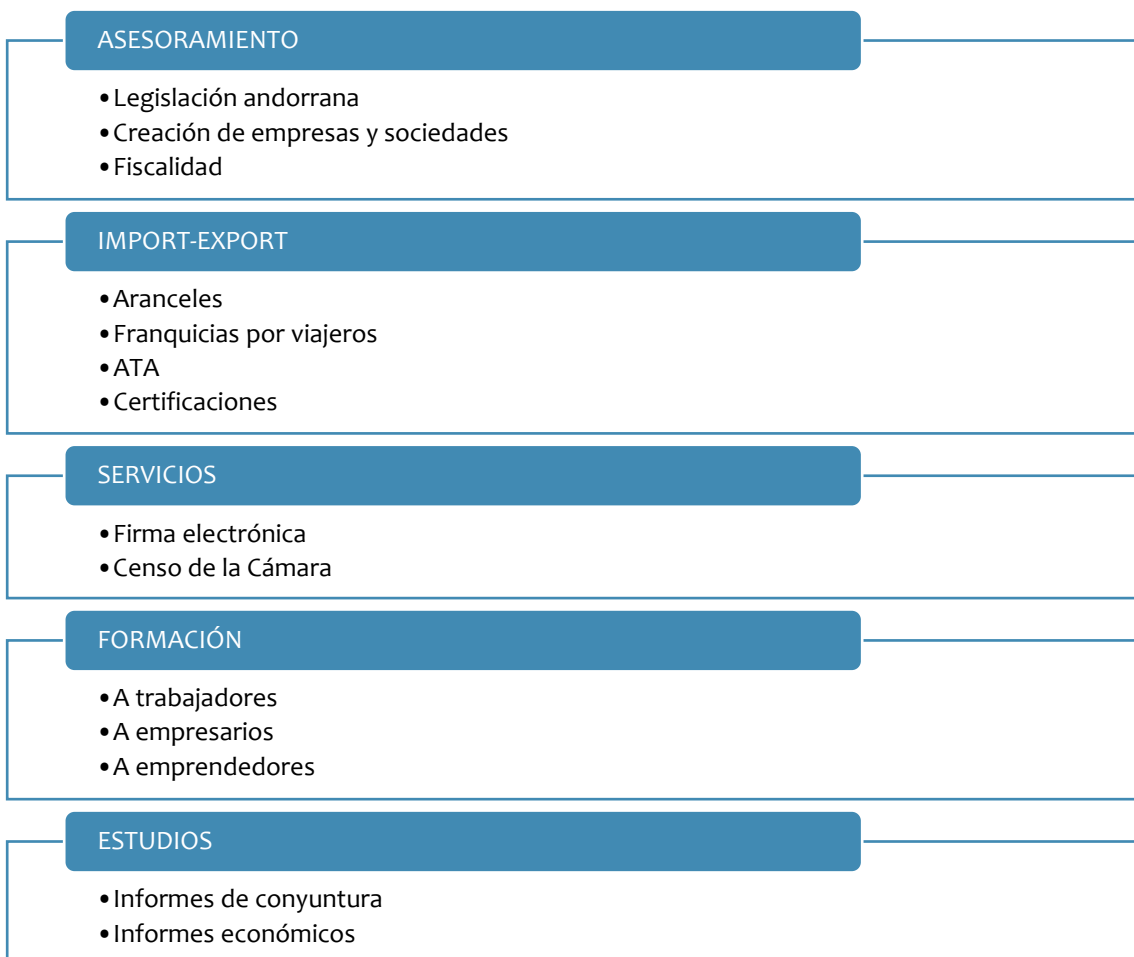 ASESORAMIENTO
•Legislación andorrana
•Creación de empresas y sociedades
•Fiscalidad
IMPORT-EXPORT
•Aranceles
•Franquicias por viajeros
•ATA
•Certificaciones
SERVICIOS
•Firma electrónica
•Censo de la Cámara
FORMACIÓN
•A trabajadores
•A empresarios
•A emprendedores
ESTUDIOS
•Informes de conyuntura
•Informes económicos